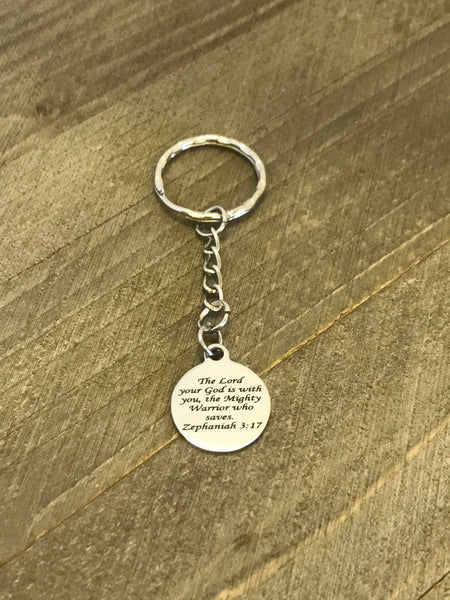 The Lord
your God is with
you, the Mighty
Warrior who
saves.
Zephaniah 3:17